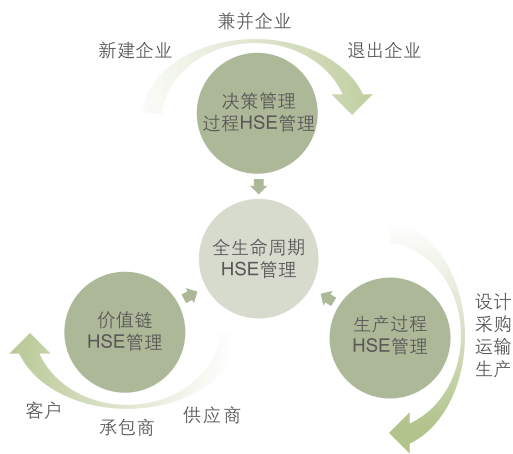 兼并企业
新建企业
退出企业
决策管理
过程HSE管理
全生命周期
HSE管理
价值链
HSE管理
生产过程
HSE管理
设计
采购
运输
生产
客户
承包商
供应商